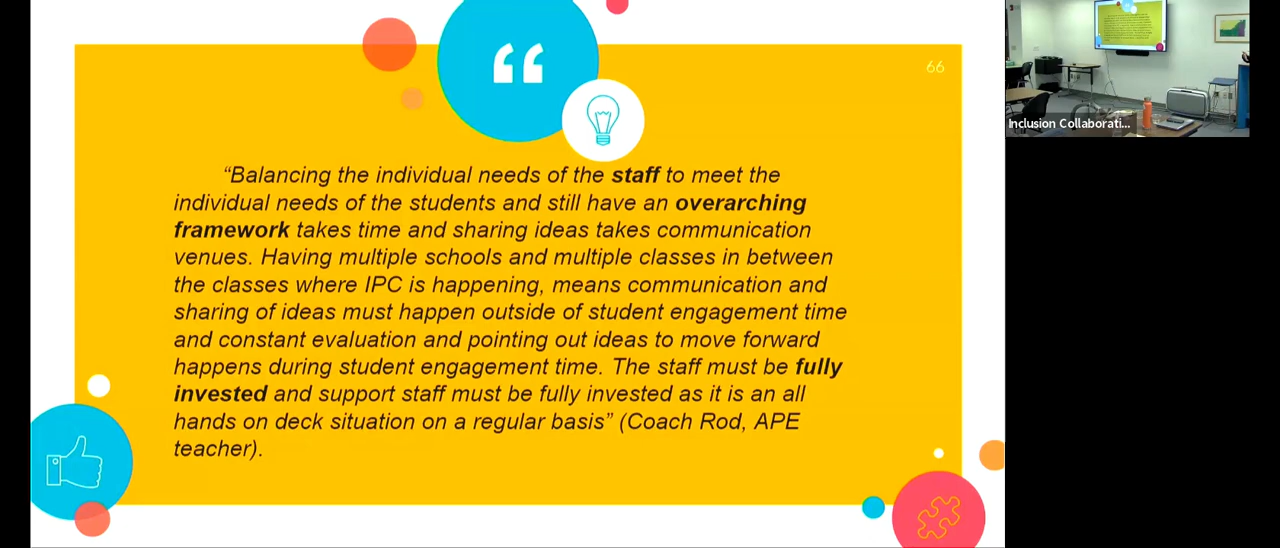 66
“Balancing the individual needs of the staff to meet the
individual needs of the students and still have an overarching
framework takes time and sharing ideas takes communication
venues. Having multiple schools and multiple classes in between
the classes where IPC is happening, means communication and
sharing of ideas must happen outside of student engagement time
and constant evaluation and pointing out ideas to move forward
happens during student engagement time. The staff must be fully
invested and support staff must be fully invested as it is an all
hands on deck situation on a regular basis” (Coach Rod, APE
teacher).
Inclusion Collaborati...